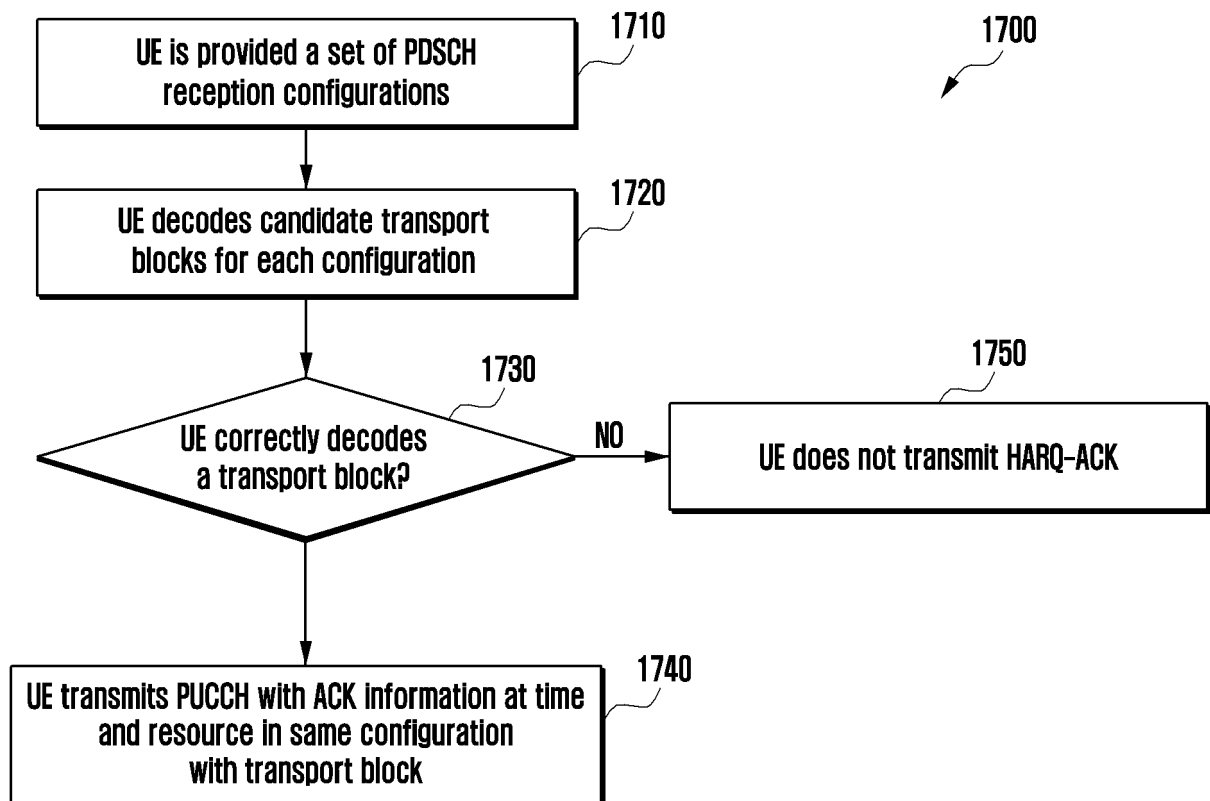 1710
UE is provided a set of PDSCH
reception configurations
1700
1720
UE decodes candidate transport
blocks for each configuration
1730
UE correctly decodes
a transport block?
NO
1750
UE does not transmit HARQ-ACK
1740
UE transmits PUCCH with ACK information at time
and resource in same configuration
with transport block